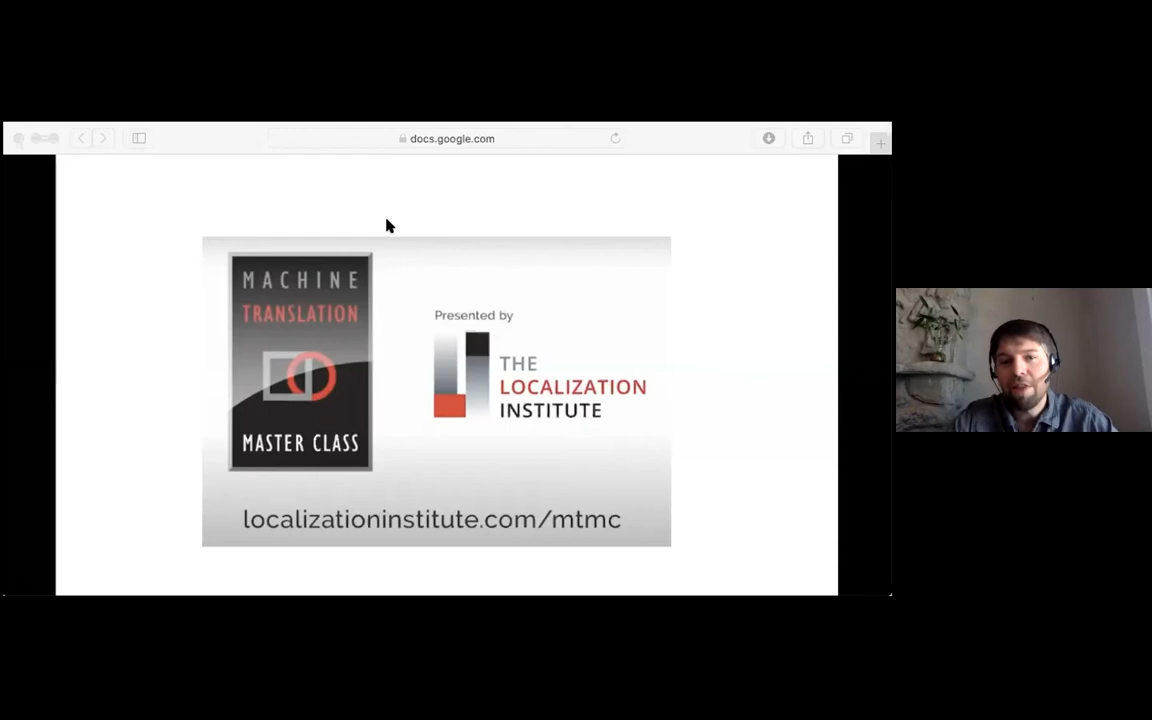 docs.google.com
MACHINE
TRANSLATION
MASTER CLASS
Presented by
THE
LOCALIZATION
INSTITUTE
localizationinstitute.com/mtmc